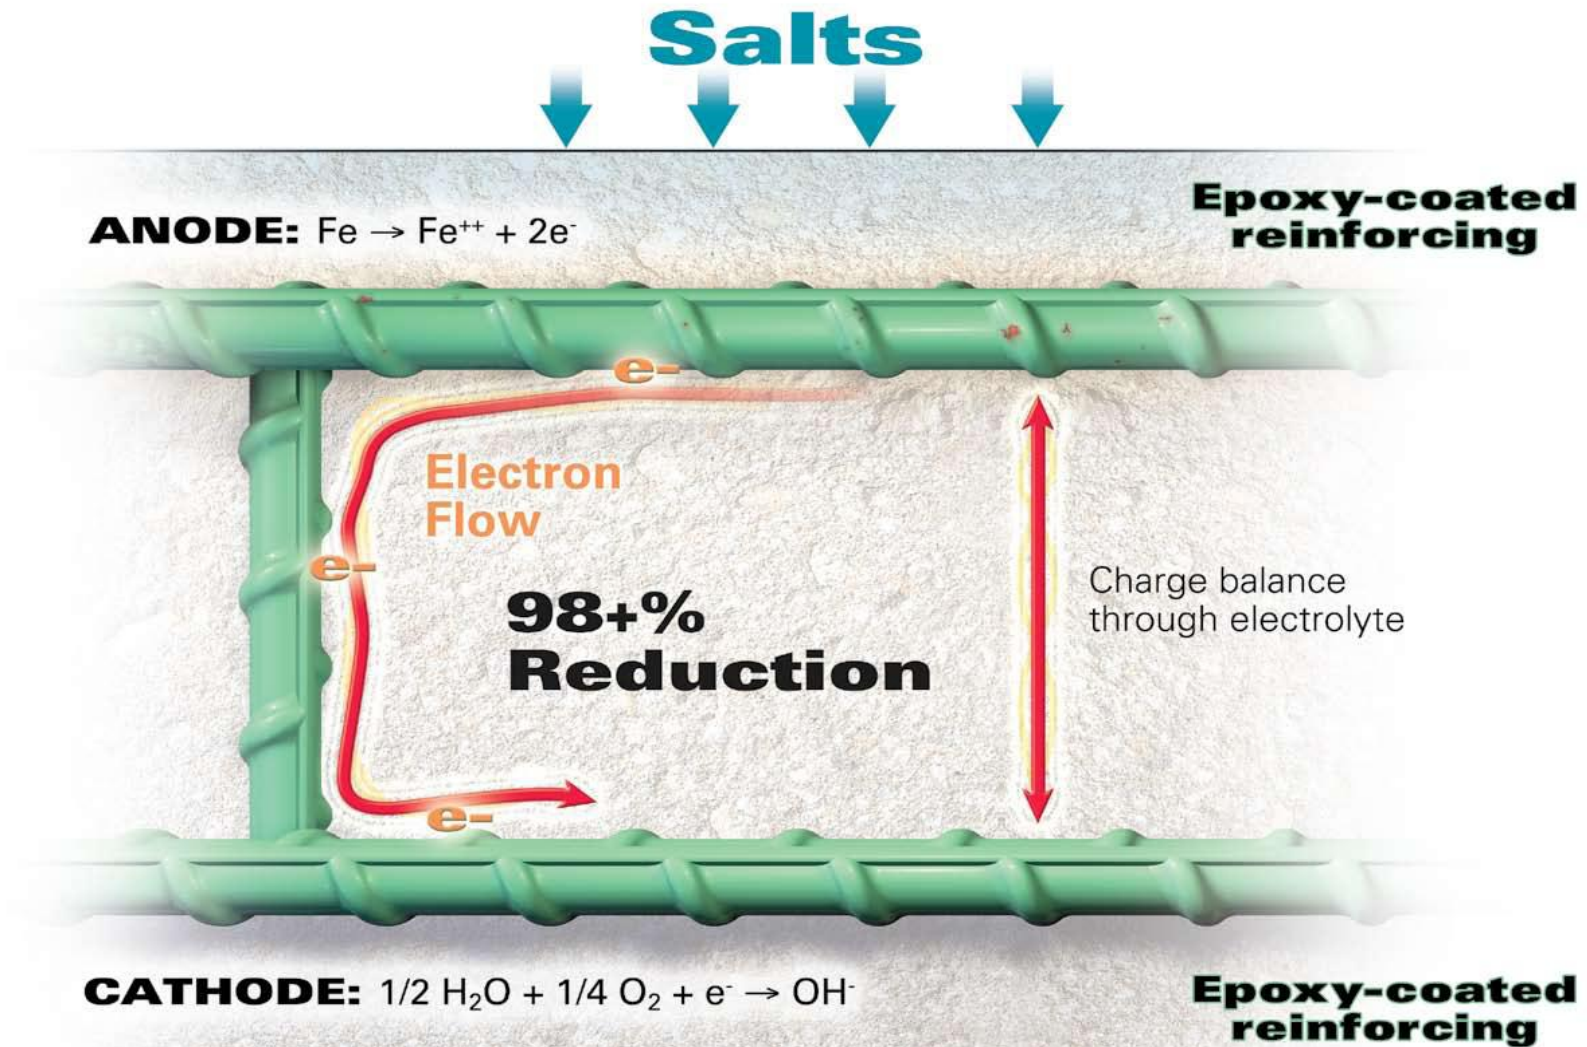 Salts
Epoxy-coated
reinforcing
ANODE: Fe → Fe⁺⁺ + 2e⁻
e-
Electron
Flow
e-
98+%
Reduction
Charge balance
through electrolyte
e-
CATHODE: 1/2 H₂O + 1/4 O₂ + e⁻ → OH⁻
Epoxy-coated
reinforcing